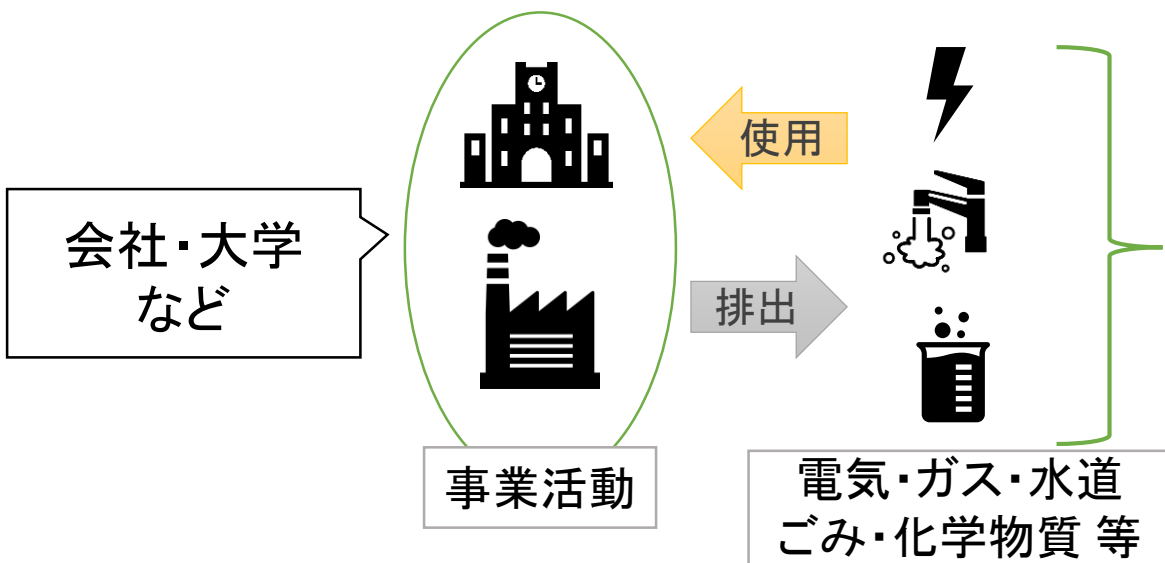 使用
会社・大学
など
排出
事業活動
電気・ガス・水道
ごみ・化学物質 等